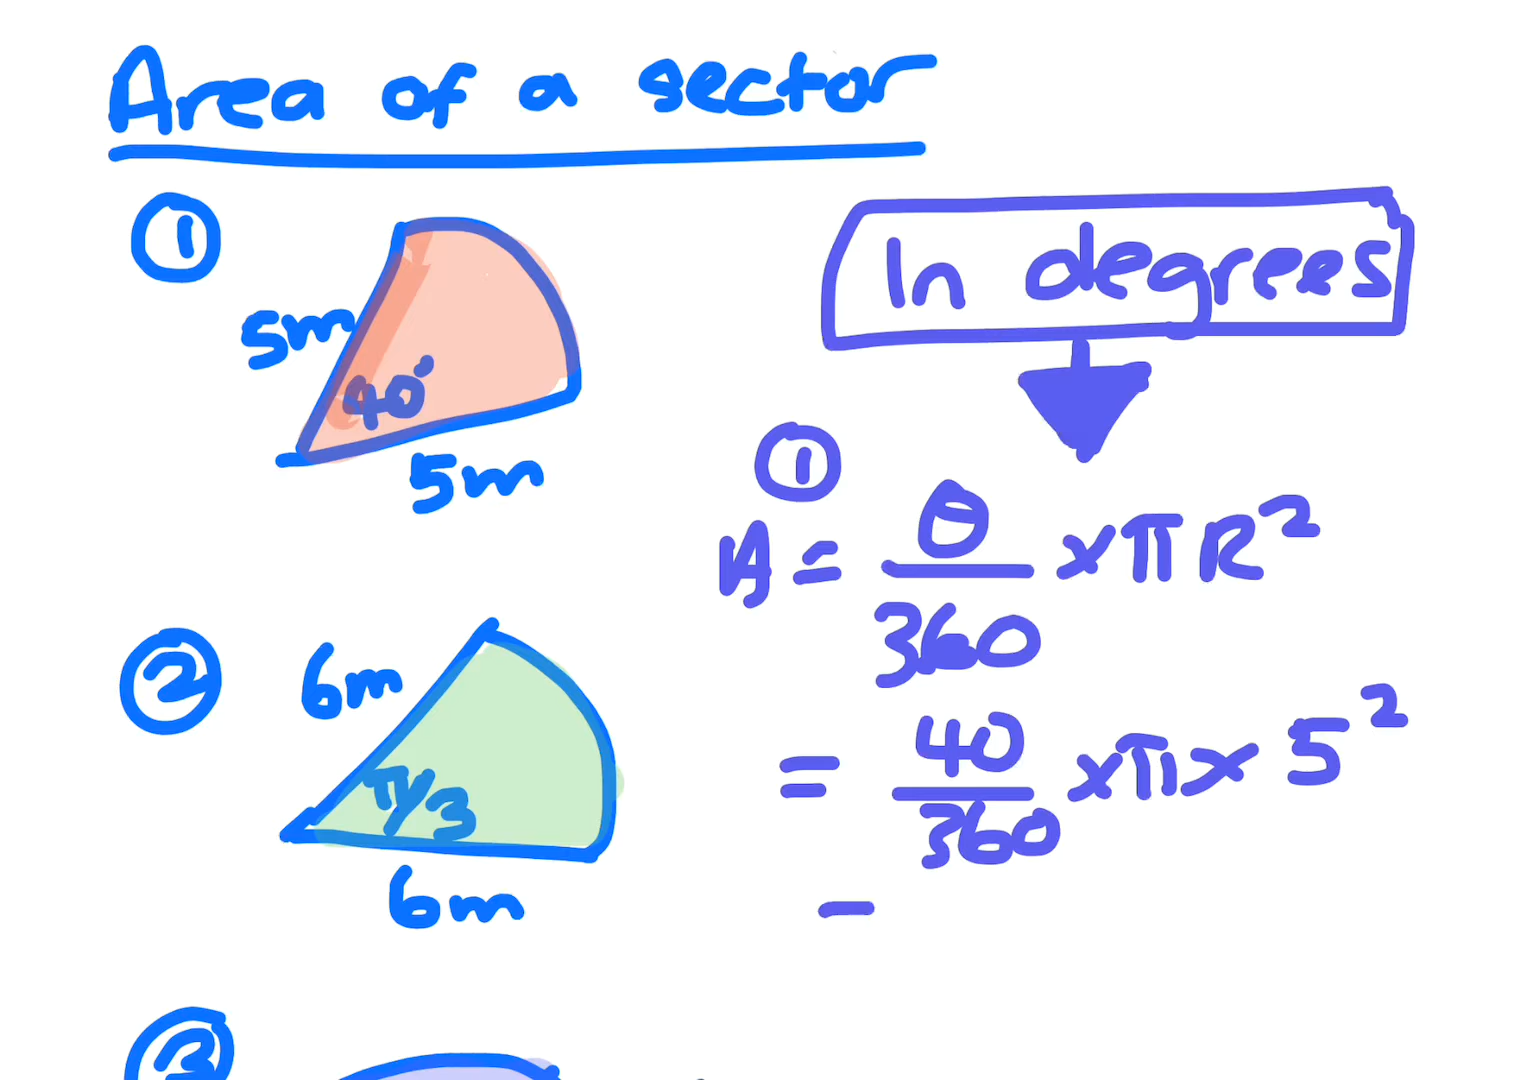 Area of a sector
①
5m
40°
5m
In degrees
①
A = θ/360 × π R²
= 40/360 × π × 5²
②
6m
π/3
6m
③